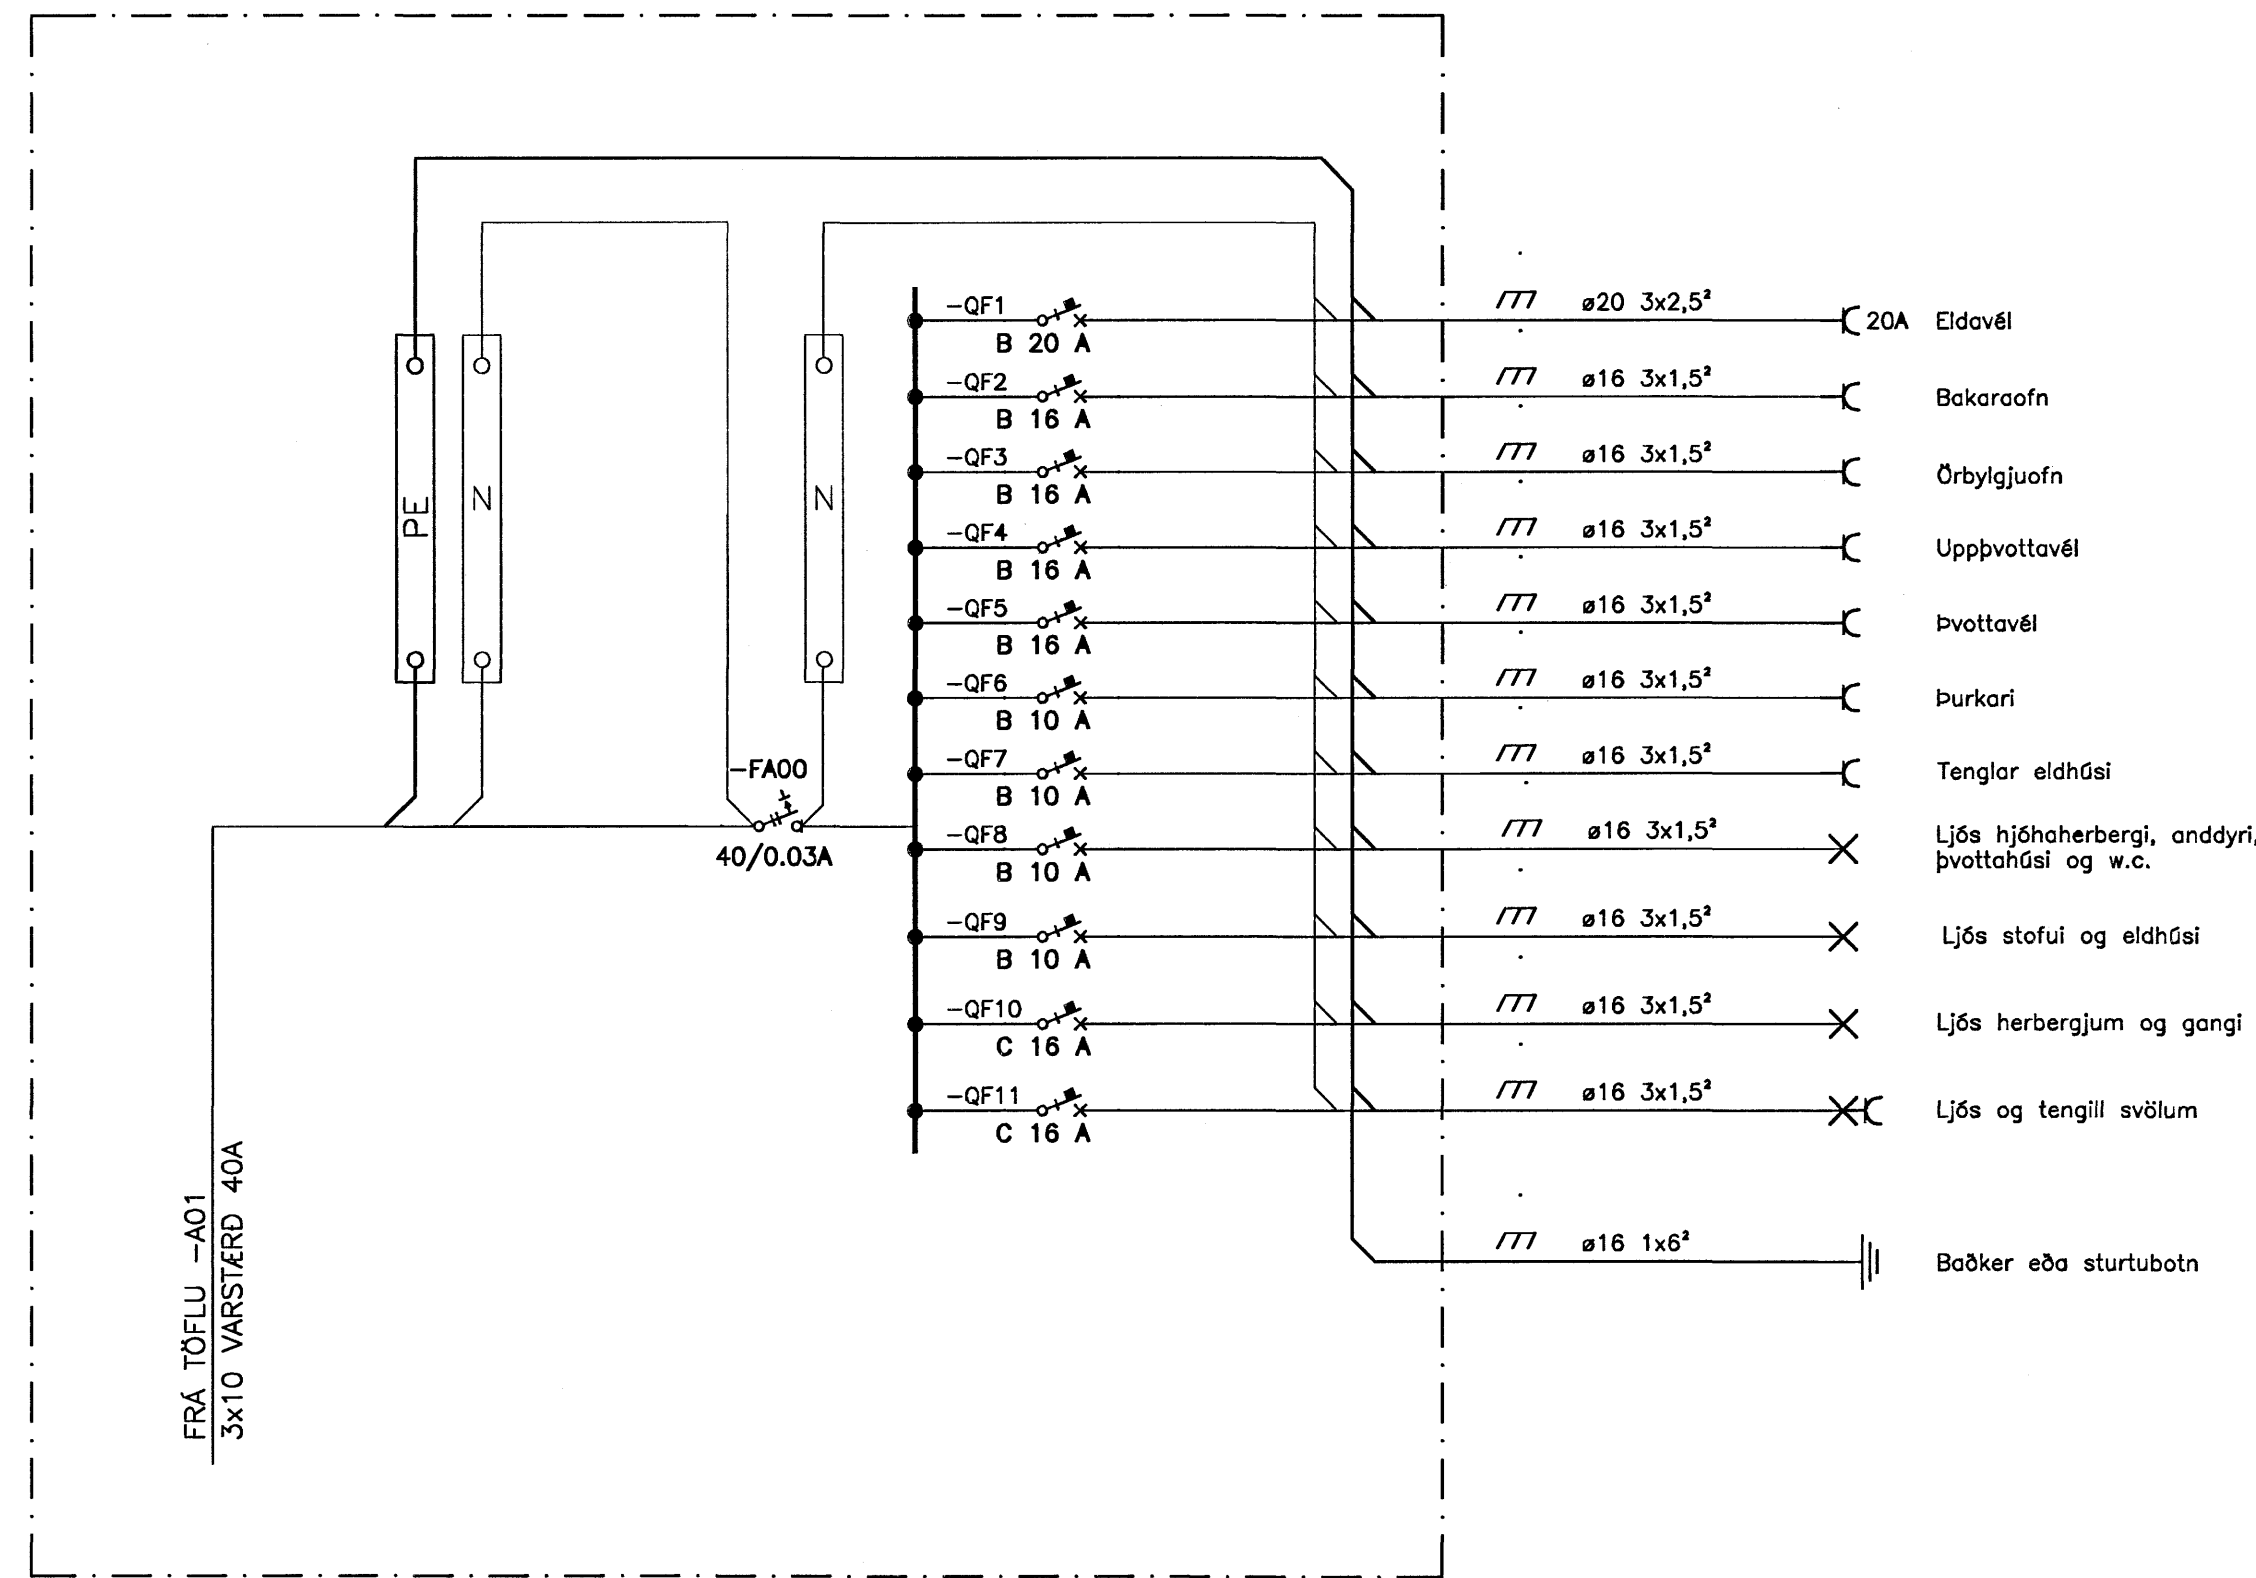 -QF1 ø20 3x2,5²
B 20 A 20A Eldavél
-QF2 ø16 3x1,5²
B 16 A Bakaraofn
-QF3 ø16 3x1,5²
B 16 A Örbylgjuofn
-QF4 ø16 3x1,5²
B 16 A Uppþvottavél
-QF5 ø16 3x1,5²
B 16 A Þvottavél
-QF6 ø16 3x1,5²
B 10 A Þurkari
-QF7 ø16 3x1,5²
B 10 A Tenglar eldhúsi
-QF8 ø16 3x1,5²
B 10 A Ljós hjóhaherbergi, anddyri,
þvottahúsi og w.c.
-QF9 ø16 3x1,5²
B 10 A Ljós stofui og eldhúsi
-QF10 ø16 3x1,5²
C 16 A Ljós herbergjum og gangi
-QF11 ø16 3x1,5²
C 16 A Ljós og tengill svölum
ø16 1x6²
Baðker eða sturtubotn
PE
N
N
-FA00
40/0.03A
FRÁ TÖFLU -A01
3x10 VARSTÆRÐ 40A